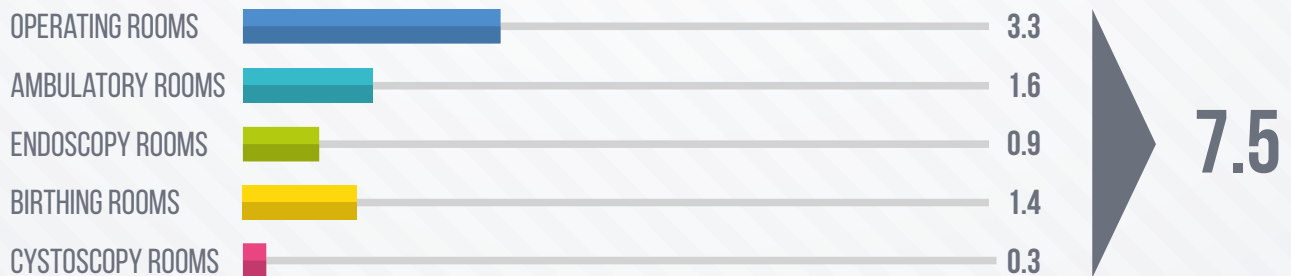 OPERATING ROOMS 3.3
AMBULATORY ROOMS 1.6
ENDOSCOPY ROOMS 0.9
BIRTHING ROOMS 1.4
CYSTOSCOPY ROOMS 0.3
7.5